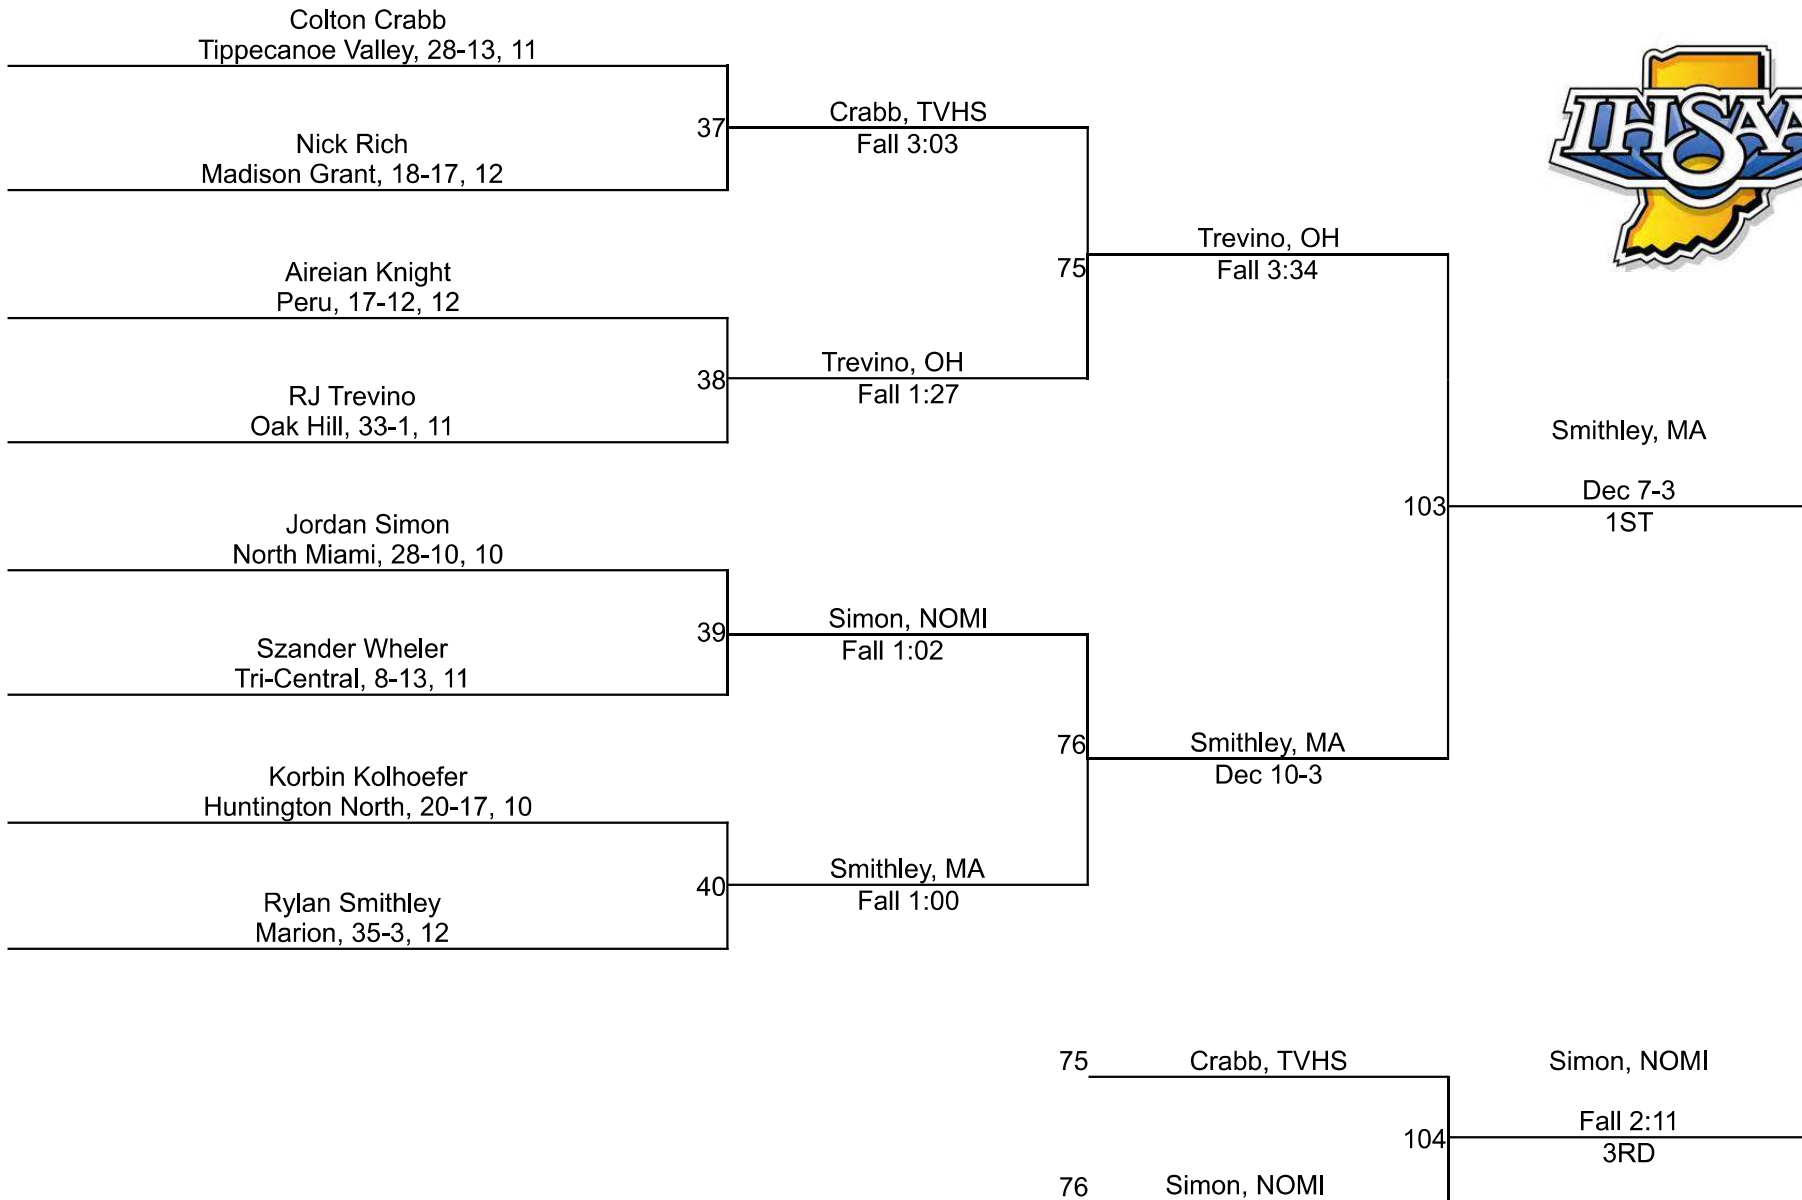 Colton Crabb
Tippecanoe Valley, 28-13, 11
Nick Rich
Madison Grant, 18-17, 12
Aireian Knight
Peru, 17-12, 12
RJ Trevino
Oak Hill, 33-1, 11
Jordan Simon
North Miami, 28-10, 10
Szander Wheler
Tri-Central, 8-13, 11
Korbin Kolhoefer
Huntington North, 20-17, 10
Rylan Smithley
Marion, 35-3, 12
37
Crabb, TVHS
Fall 3:03
38
Trevino, OH
Fall 1:27
39
Simon, NOMI
Fall 1:02
40
Smithley, MA
Fall 1:00
75
Trevino, OH
Fall 3:34
76
Smithley, MA
Dec 10-3
103
Smithley, MA
Dec 7-3
1ST
IHSAA
75
Crabb, TVHS
76
Simon, NOMI
104
Simon, NOMI
Fall 2:11
3RD